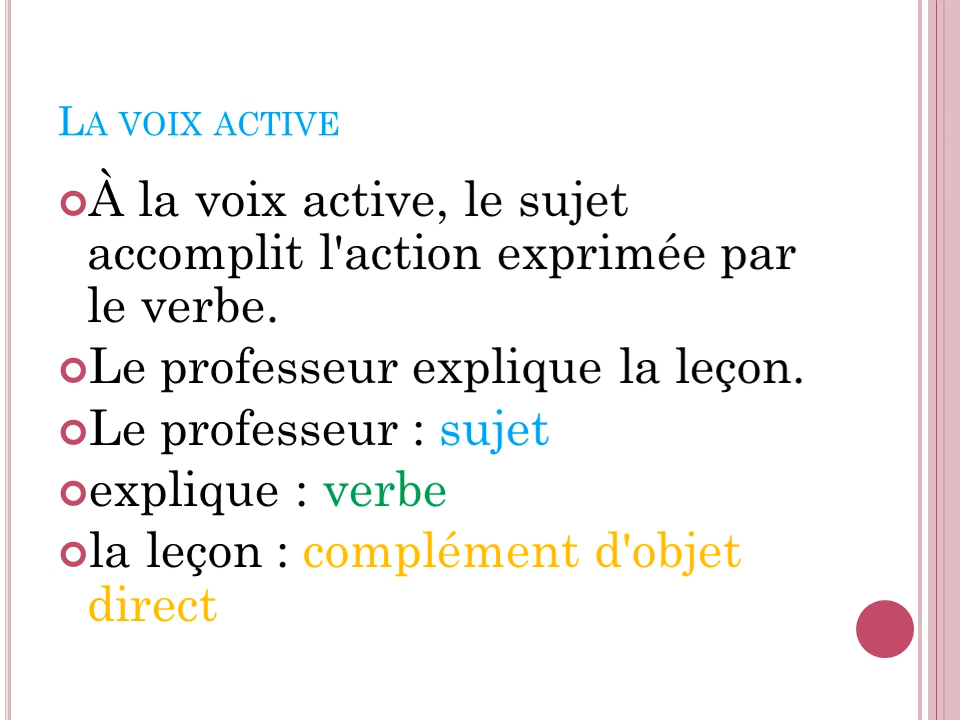 La voix active
À la voix active, le sujet
accomplit l'action exprimée par
le verbe.
Le professeur explique la leçon.
Le professeur : sujet
explique : verbe
la leçon : complément d'objet
direct